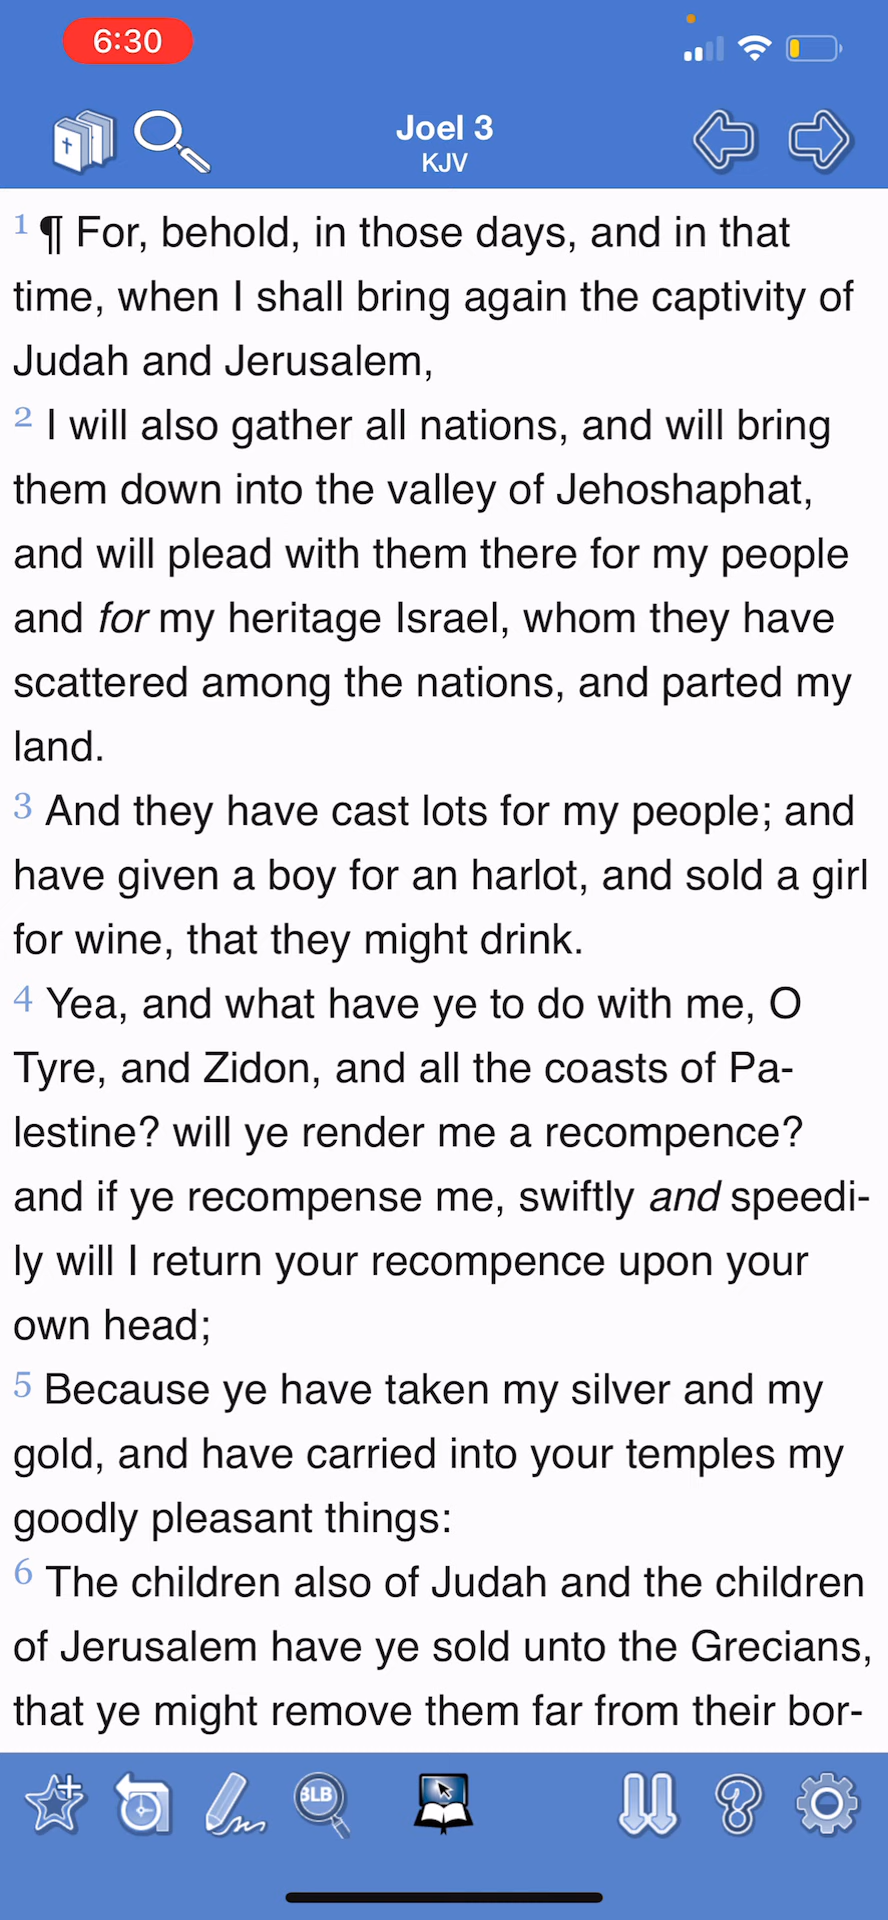 6:30
Joel 3
KJV
1 ¶ For, behold, in those days, and in that
time, when I shall bring again the captivity of
Judah and Jerusalem,
2 I will also gather all nations, and will bring
them down into the valley of Jehoshaphat,
and will plead with them there for my people
and for my heritage Israel, whom they have
scattered among the nations, and parted my
land.
3 And they have cast lots for my people; and
have given a boy for an harlot, and sold a girl
for wine, that they might drink.
4 Yea, and what have ye to do with me, O
Tyre, and Zidon, and all the coasts of Pa-
lestine? will ye render me a recompence?
and if ye recompense me, swiftly and speedi-
ly will I return your recompence upon your
own head;
5 Because ye have taken my silver and my
gold, and have carried into your temples my
goodly pleasant things:
6 The children also of Judah and the children
of Jerusalem have ye sold unto the Grecians,
that ye might remove them far from their bor-
BLB